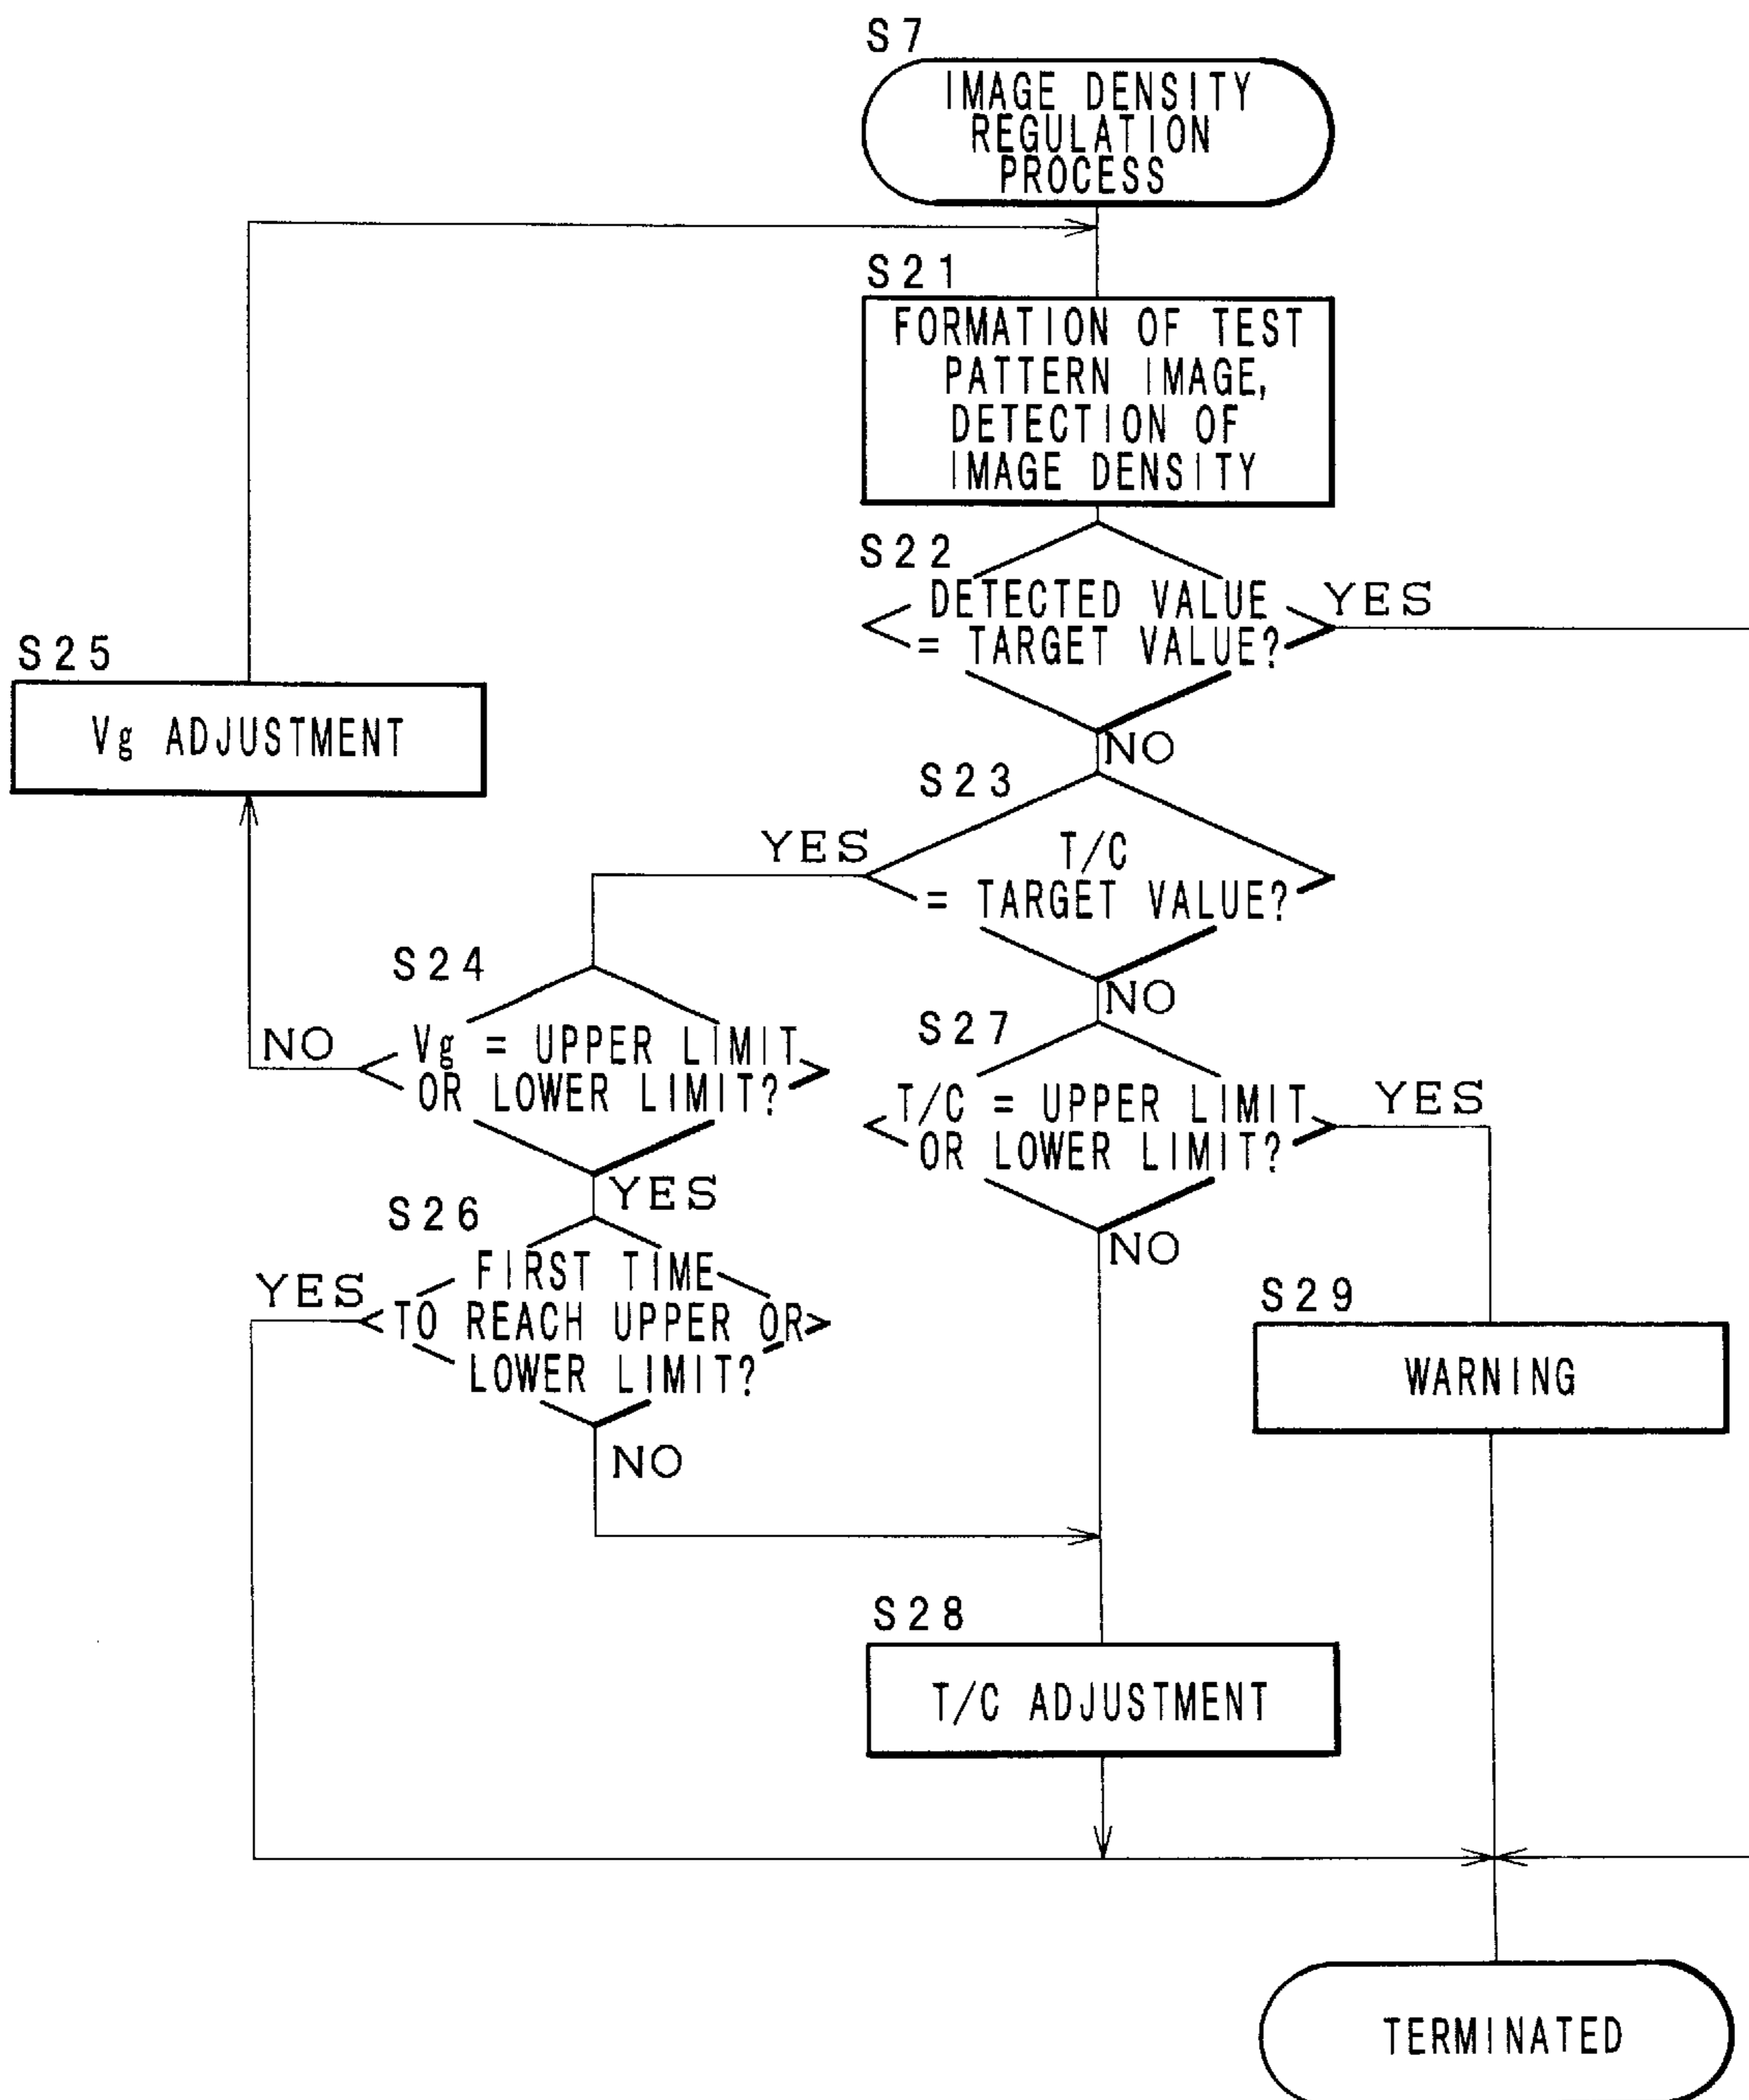 S7
IMAGE DENSITY
REGULATION
PROCESS
S21
FORMATION OF TEST
PATTERN IMAGE,
DETECTION OF
IMAGE DENSITY
S22
DETECTED VALUE
= TARGET VALUE?
YES
NO
S25
Vg ADJUSTMENT
S23
T/C
= TARGET VALUE?
YES
NO
S24
Vg = UPPER LIMIT
OR LOWER LIMIT?
NO
YES
S27
T/C = UPPER LIMIT
OR LOWER LIMIT?
YES
NO
S26
FIRST TIME
TO REACH UPPER OR
LOWER LIMIT?
YES
NO
S29
WARNING
S28
T/C ADJUSTMENT
TERMINATED